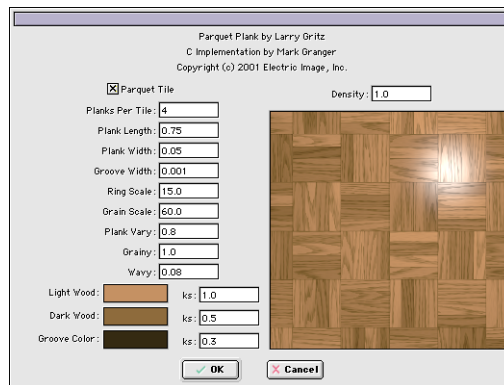 Parquet Plank by Larry Gritz
C Implementation by Mark Granger
Copyright (c) 2001 Electric Image, Inc.
Parquet Tile
Density: 1.0
Planks Per Tile: 4
Plank Length: 0.75
Plank Width: 0.05
Groove Width: 0.001
Ring Scale: 15.0
Grain Scale: 60.0
Plank Vary: 0.8
Grainy: 1.0
Wavy: 0.08
Light Wood: ks: 1.0
Dark Wood: ks: 0.5
Groove Color: ks: 0.3
OK Cancel